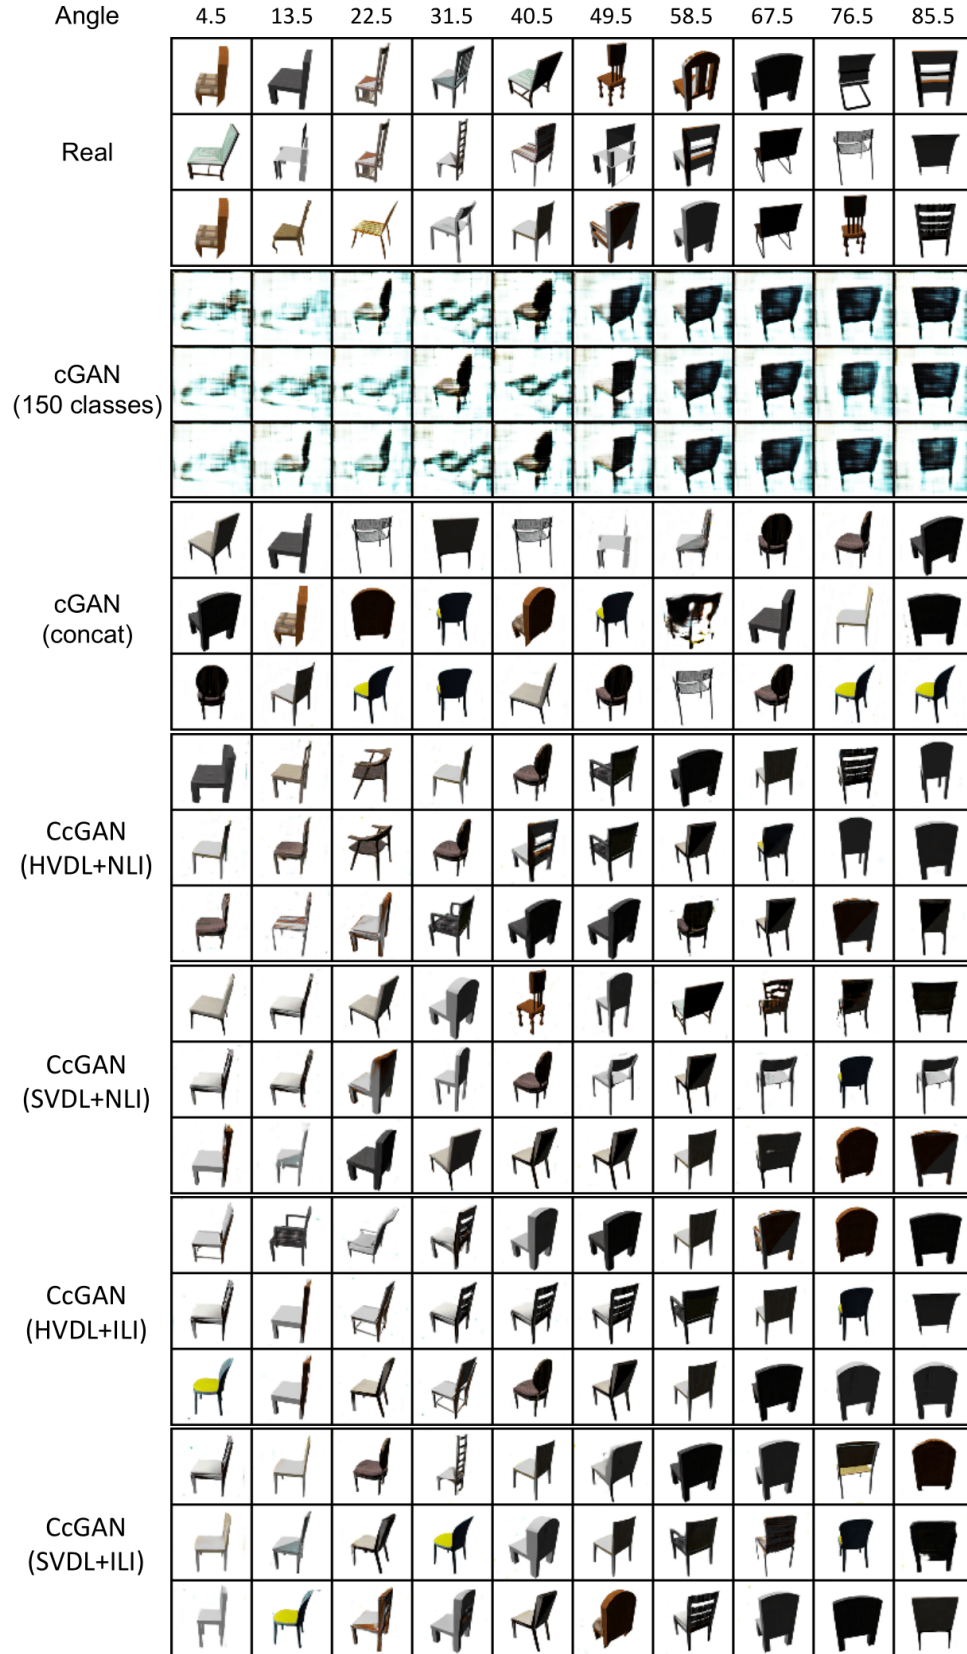 Angle 4.5 13.5 22.5 31.5 40.5 49.5 58.5 67.5 76.5 85.5
Real
cGAN
(150 classes)
cGAN
(concat)
CcGAN
(HVDL+NLI)
CcGAN
(SVDL+NLI)
CcGAN
(HVDL+ILI)
CcGAN
(SVDL+ILI)